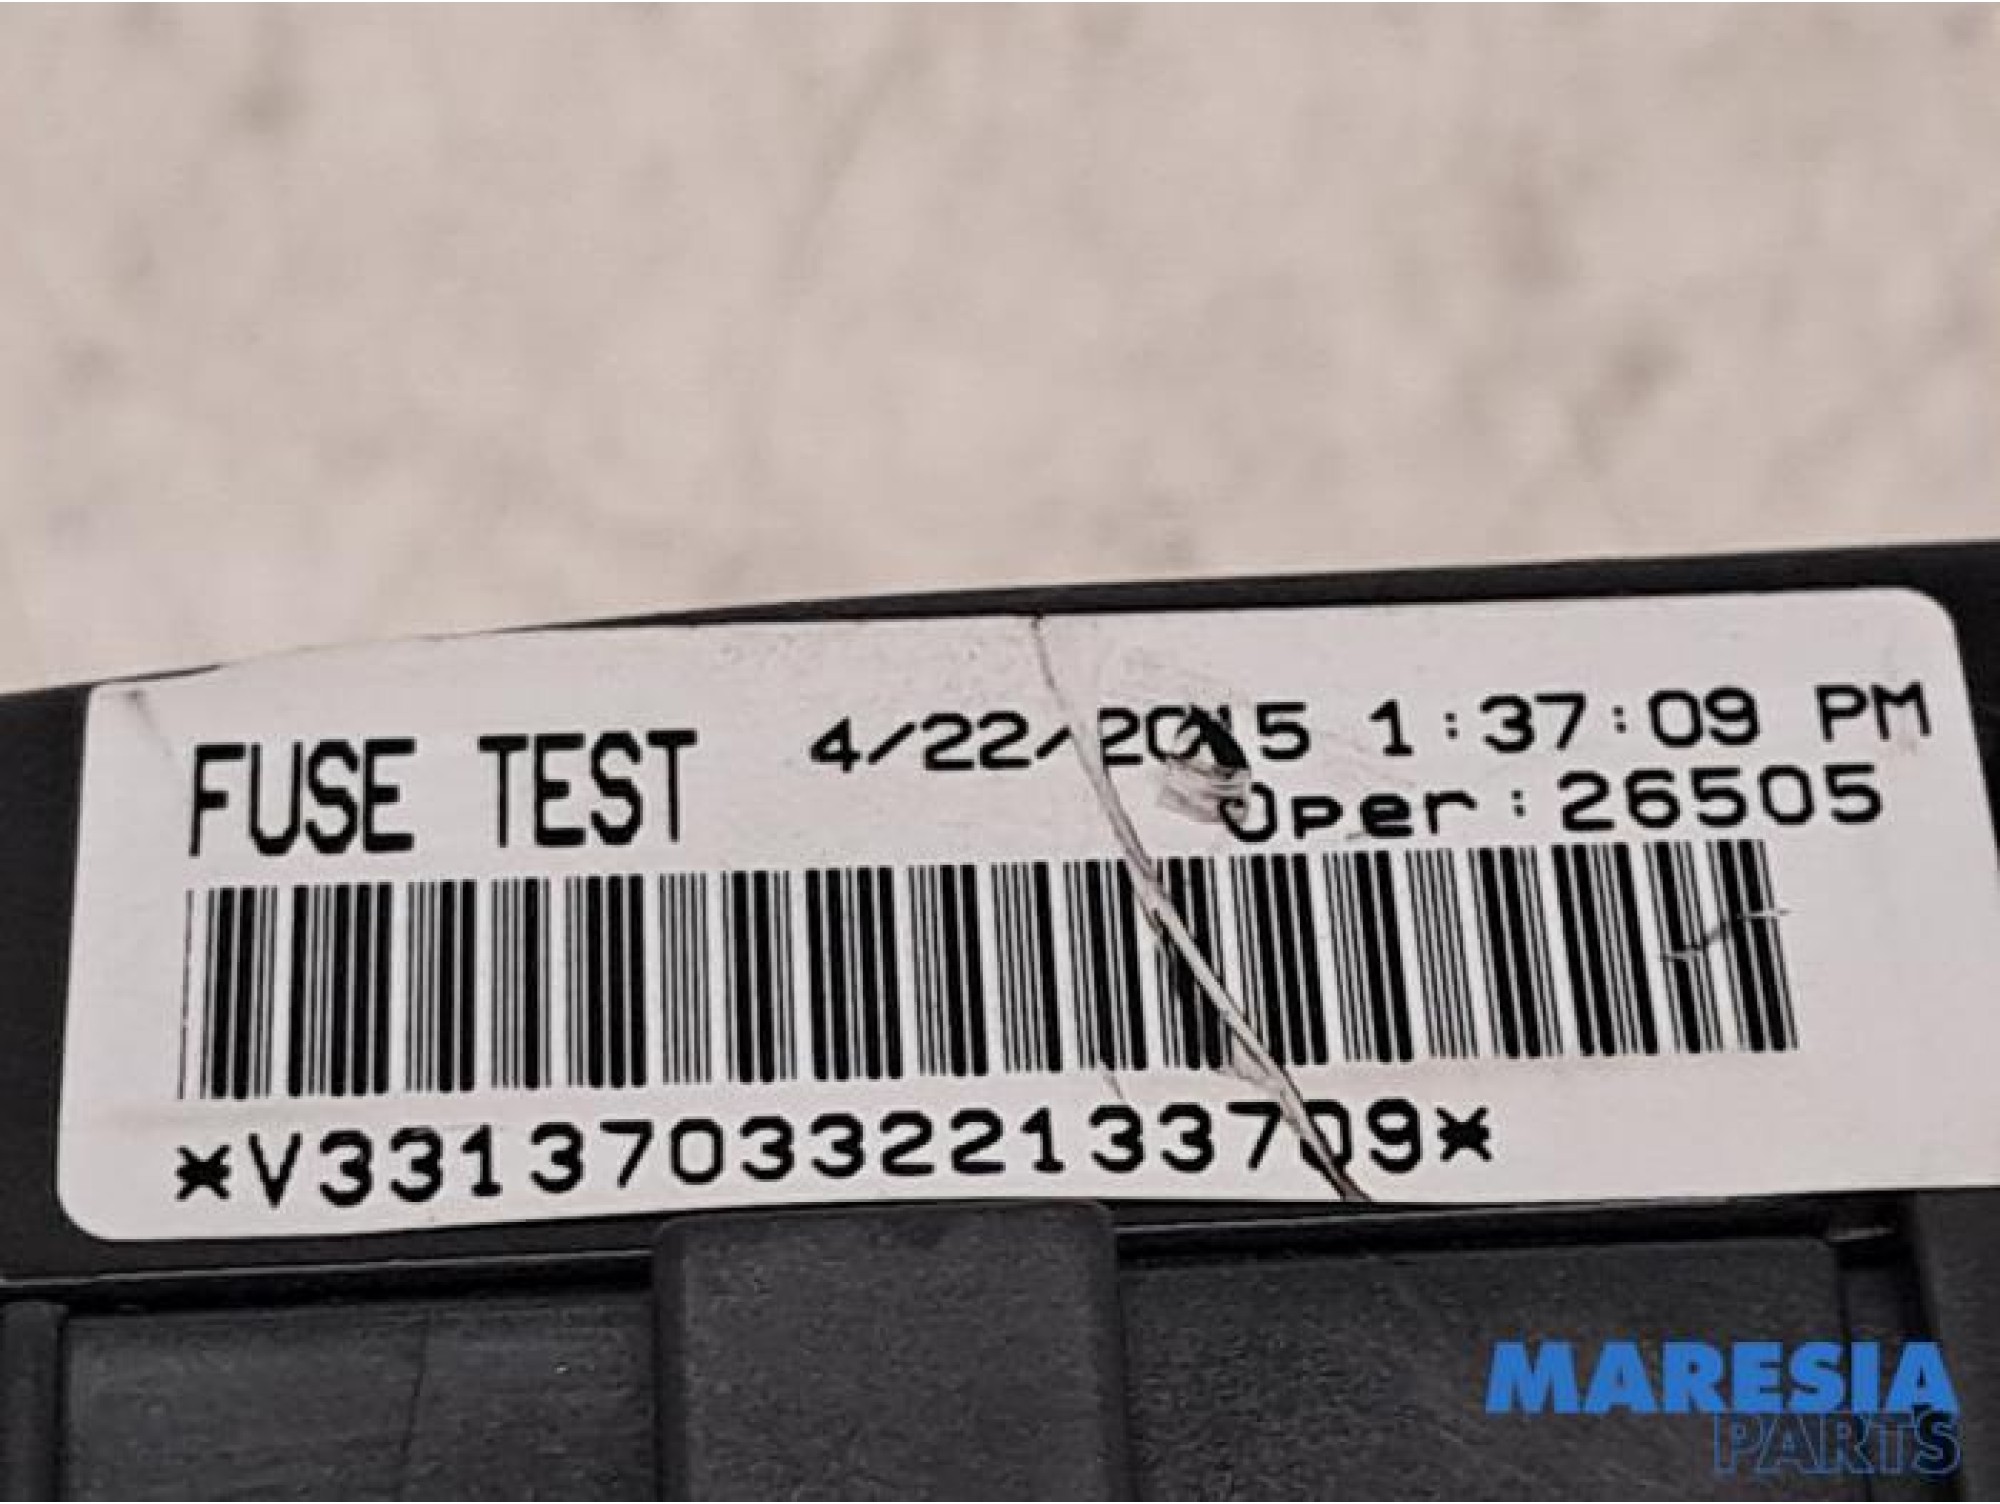 FUSE TEST 4/22/2015 1:37:09 PM
Oper:26505
*V3313703322133709*
MARESIA
PARTS